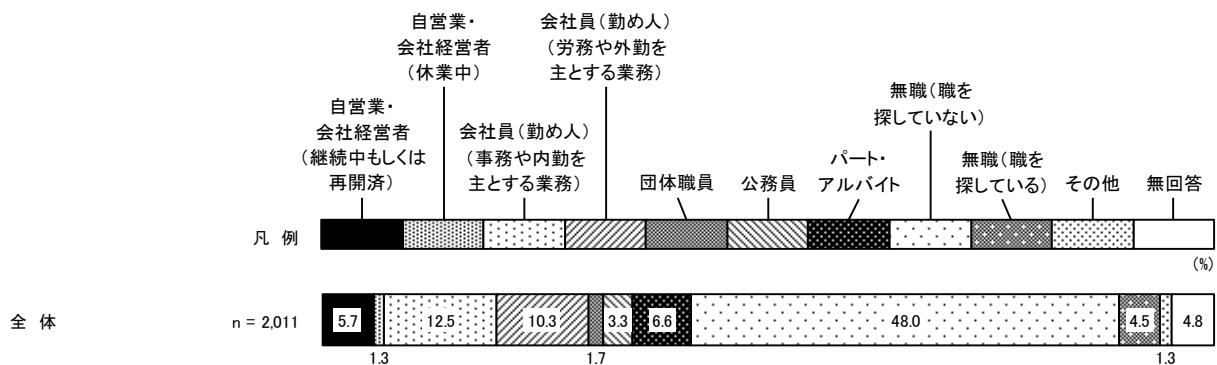 自営業・
会社経営者
（休業中）
会社員（勤め人）
（労務や外勤を
主とする業務）
無職（職を
探していない）
自営業・
会社経営者
（継続中もしくは
再開済）
会社員（勤め人）
（事務や内勤を
主とする業務）
団体職員
公務員
パート・
アルバイト
無職（職を
探している）
その他
無回答
凡 例
(%)
全 体
n = 2,011
5.7
12.5
10.3
3.3
6.6
48.0
4.5
4.8
1.3
1.7
1.3